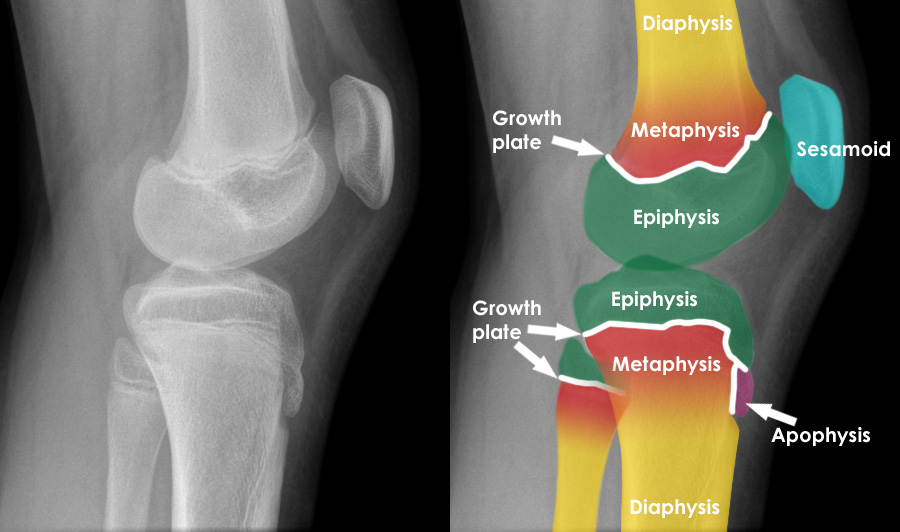 Diaphysis
Growth
plate
Metaphysis
Sesamoid
Epiphysis
Epiphysis
Growth
plate
Metaphysis
Apophysis
Diaphysis